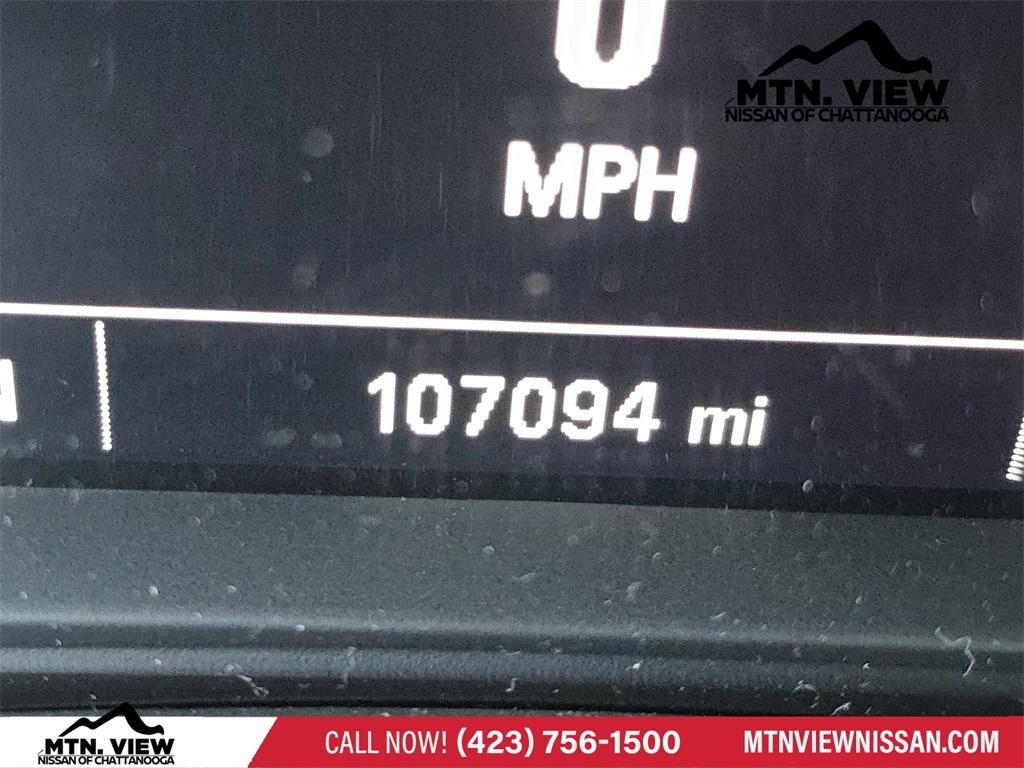 0
MTN. VIEW
NISSAN OF CHATTANOOGA
MPH
107094 mi
MTN. VIEW
NISSAN OF CHATTANOOGA
CALL NOW! (423) 756-1500
MTNVIEWNISSAN.COM